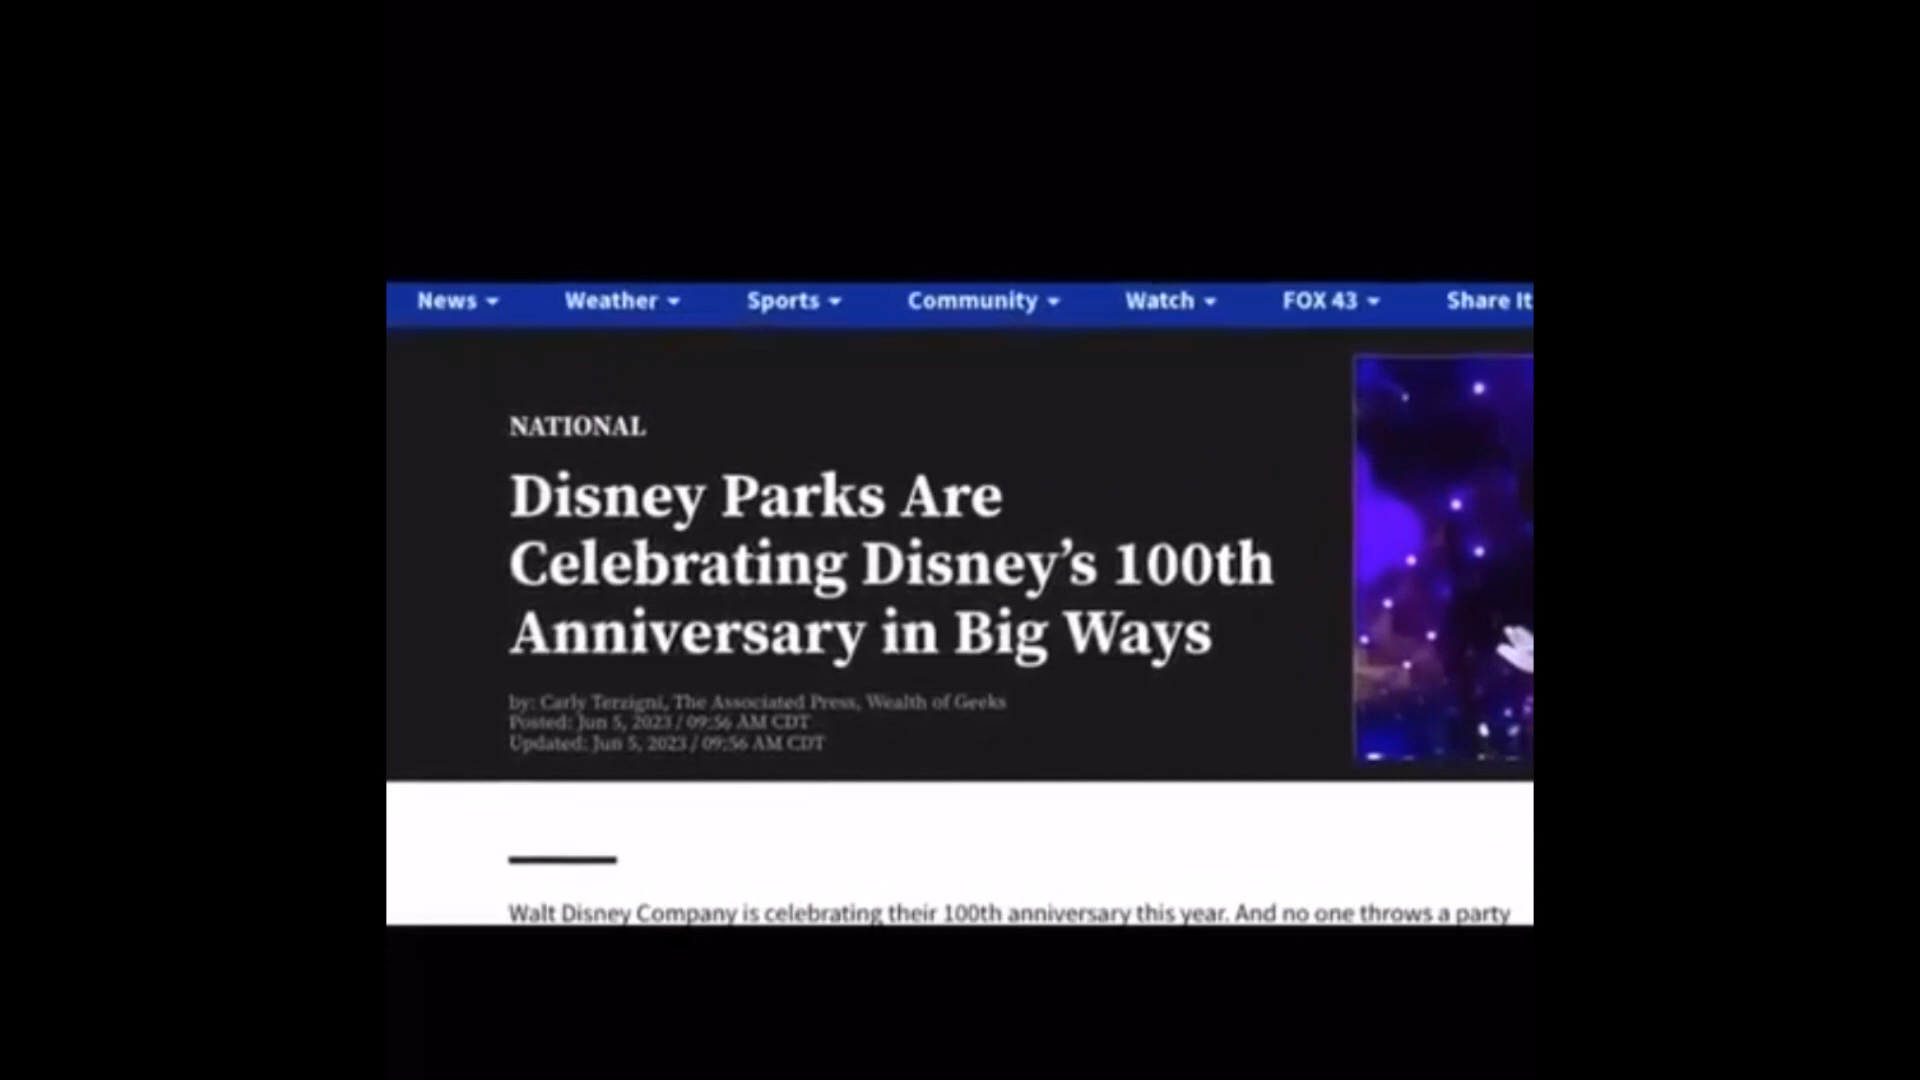 News Weather Sports Community Watch FOX 43 Share It
NATIONAL
Disney Parks Are
Celebrating Disney’s 100th
Anniversary in Big Ways
by: Carly Terzigni, The Associated Press, Wealth of Geeks
Posted: Jun 5, 2023 / 09:56 AM CDT
Updated: Jun 5, 2023 / 09:56 AM CDT
Walt Disney Company is celebrating their 100th anniversary this year. And no one throws a party